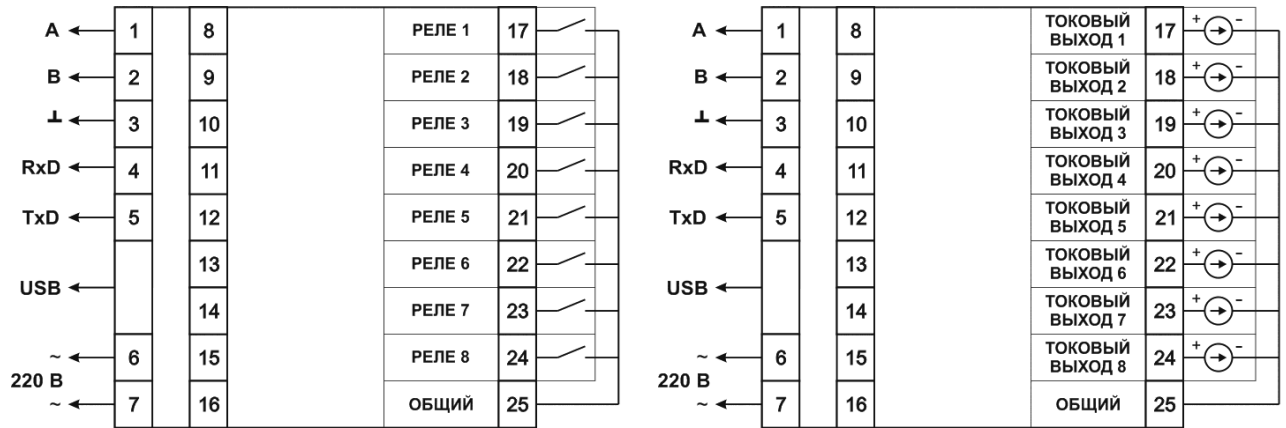 A 1 8 РЕЛЕ 1 17
B 2 9 РЕЛЕ 2 18
⊥ 3 10 РЕЛЕ 3 19
RxD 4 11 РЕЛЕ 4 20
TxD 5 12 РЕЛЕ 5 21
13 РЕЛЕ 6 22
USB
14 РЕЛЕ 7 23
~ 6 15 РЕЛЕ 8 24
220 В
~ 7 16 ОБЩИЙ 25
A 1 8 ТОКОВЫЙ ВЫХОД 1 17 + -
B 2 9 ТОКОВЫЙ ВЫХОД 2 18 + -
⊥ 3 10 ТОКОВЫЙ ВЫХОД 3 19 + -
RxD 4 11 ТОКОВЫЙ ВЫХОД 4 20 + -
TxD 5 12 ТОКОВЫЙ ВЫХОД 5 21 + -
13 ТОКОВЫЙ ВЫХОД 6 22 + -
USB
14 ТОКОВЫЙ ВЫХОД 7 23 + -
~ 6 15 ТОКОВЫЙ ВЫХОД 8 24 + -
220 В
~ 7 16 ОБЩИЙ 25